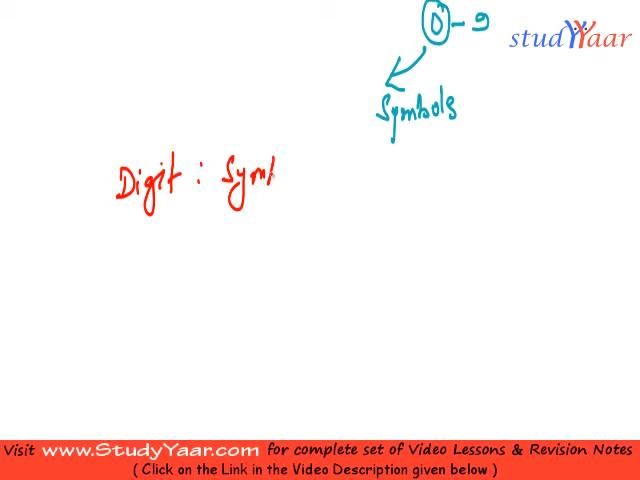 0 - 9
studYYaar
Symbols
Digit : Sym
Visit www.StudyYaar.com for complete set of Video Lessons & Revision Notes
( Click on the Link in the Video Description given below )